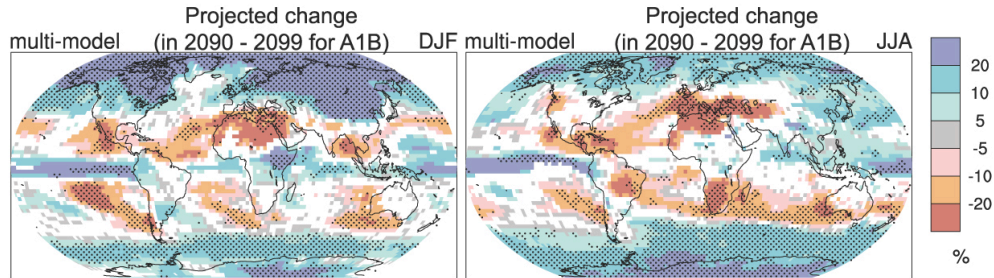 Projected change
multi-model (in 2090 - 2099 for A1B) DJF
Projected change
multi-model (in 2090 - 2099 for A1B) JJA
20
10
5
-5
-10
-20
%